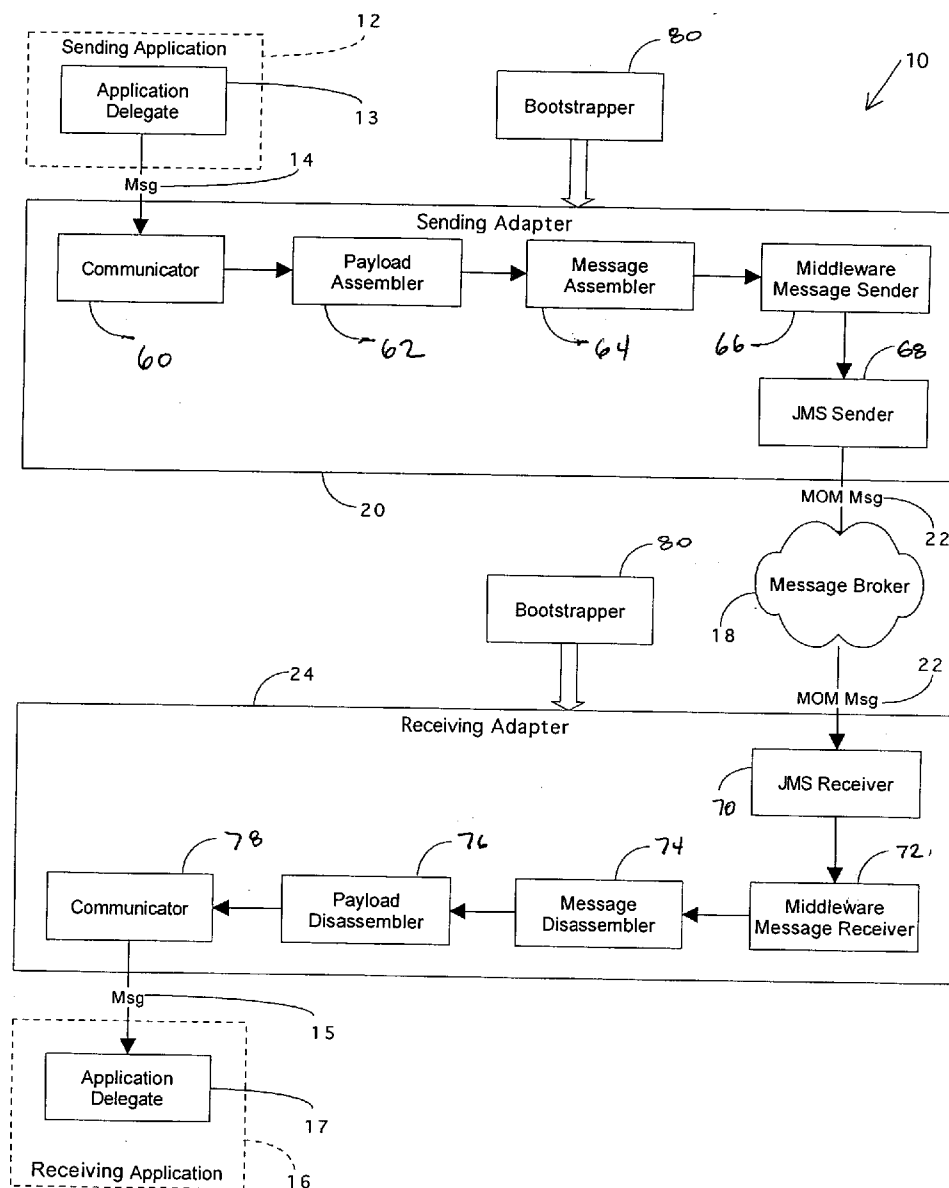 12
Sending Application
Application
Delegate
13
80
Bootstrapper
10
Msg
14
Sending Adapter
Communicator
Payload
Assembler
Message
Assembler
Middleware
Message Sender
60
62
64
66
68
JMS Sender
20
MOM Msg
22
80
Bootstrapper
Message Broker
18
24
22
MOM Msg
Receiving Adapter
JMS Receiver
70
78
76
74
72
Communicator
Payload
Disassembler
Message
Disassembler
Middleware
Message Receiver
Msg
15
Application
Delegate
17
Receiving Application
16